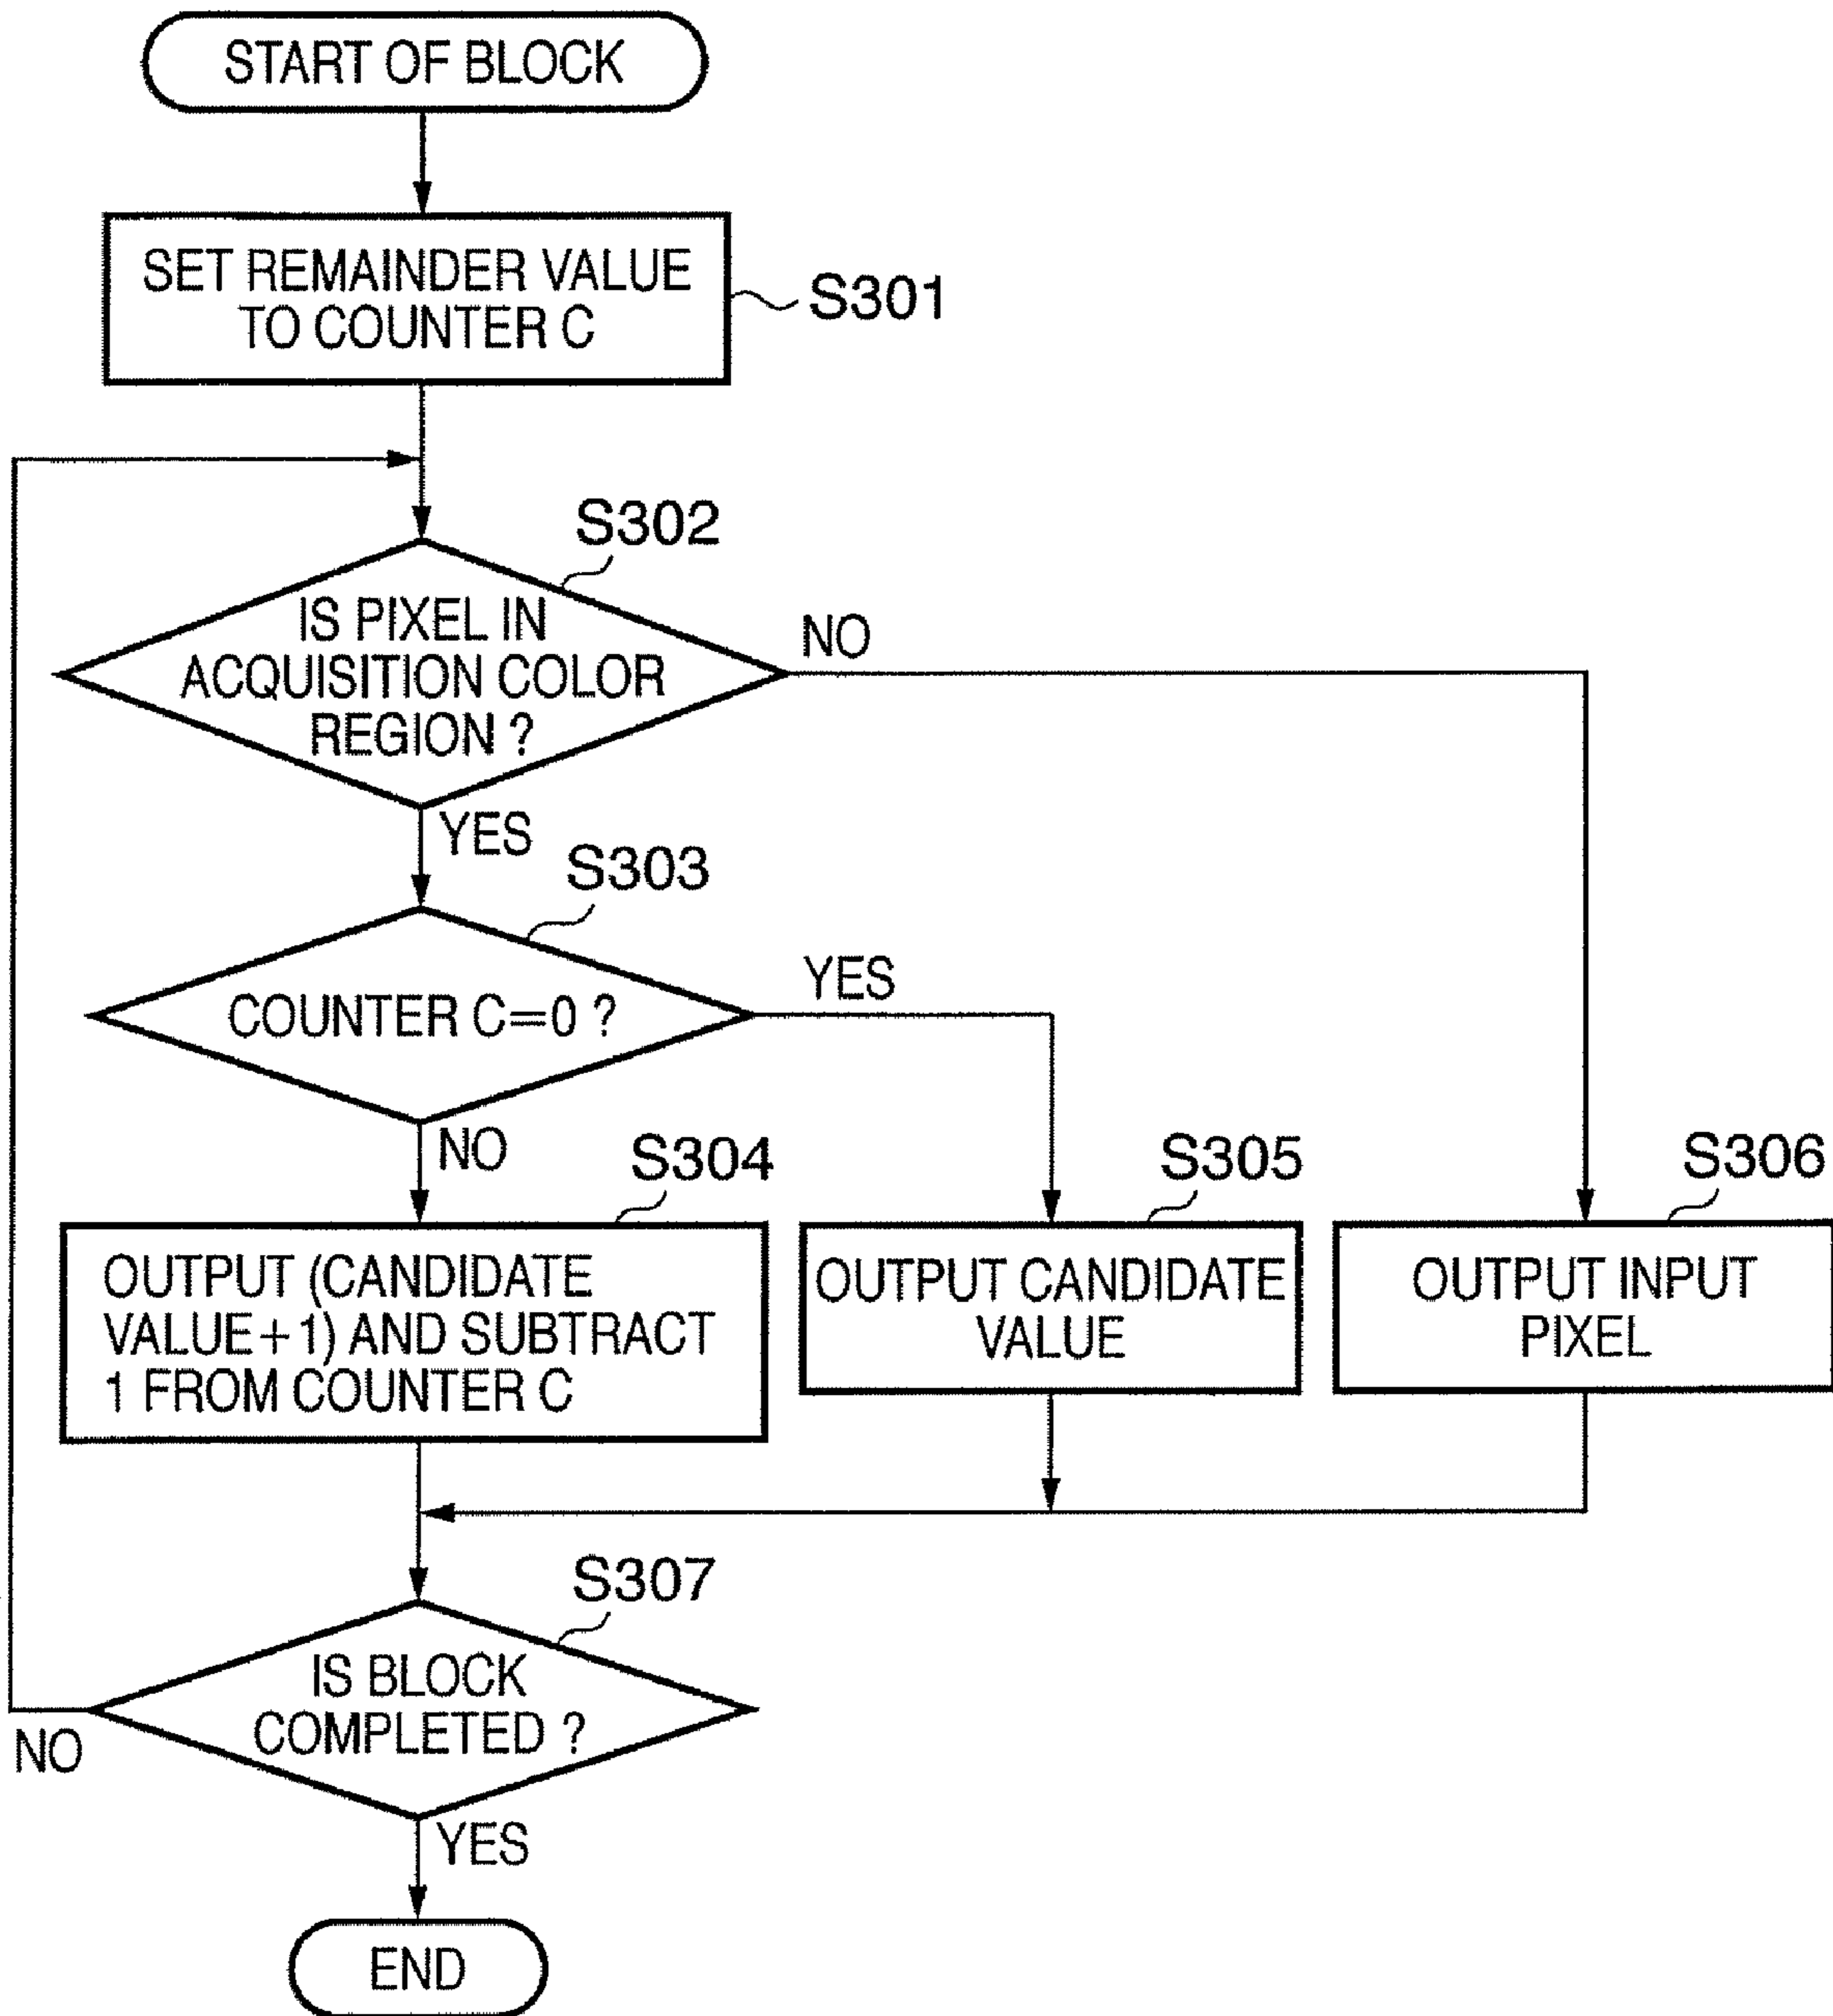 START OF BLOCK
SET REMAINDER VALUE
TO COUNTER C
S301
S302
IS PIXEL IN
ACQUISITION COLOR
REGION ?
NO
YES
S303
COUNTER C=0 ?
YES
NO
S304
OUTPUT (CANDIDATE
VALUE+1) AND SUBTRACT
1 FROM COUNTER C
S305
OUTPUT CANDIDATE
VALUE
S306
OUTPUT INPUT
PIXEL
S307
IS BLOCK
COMPLETED ?
NO
YES
END